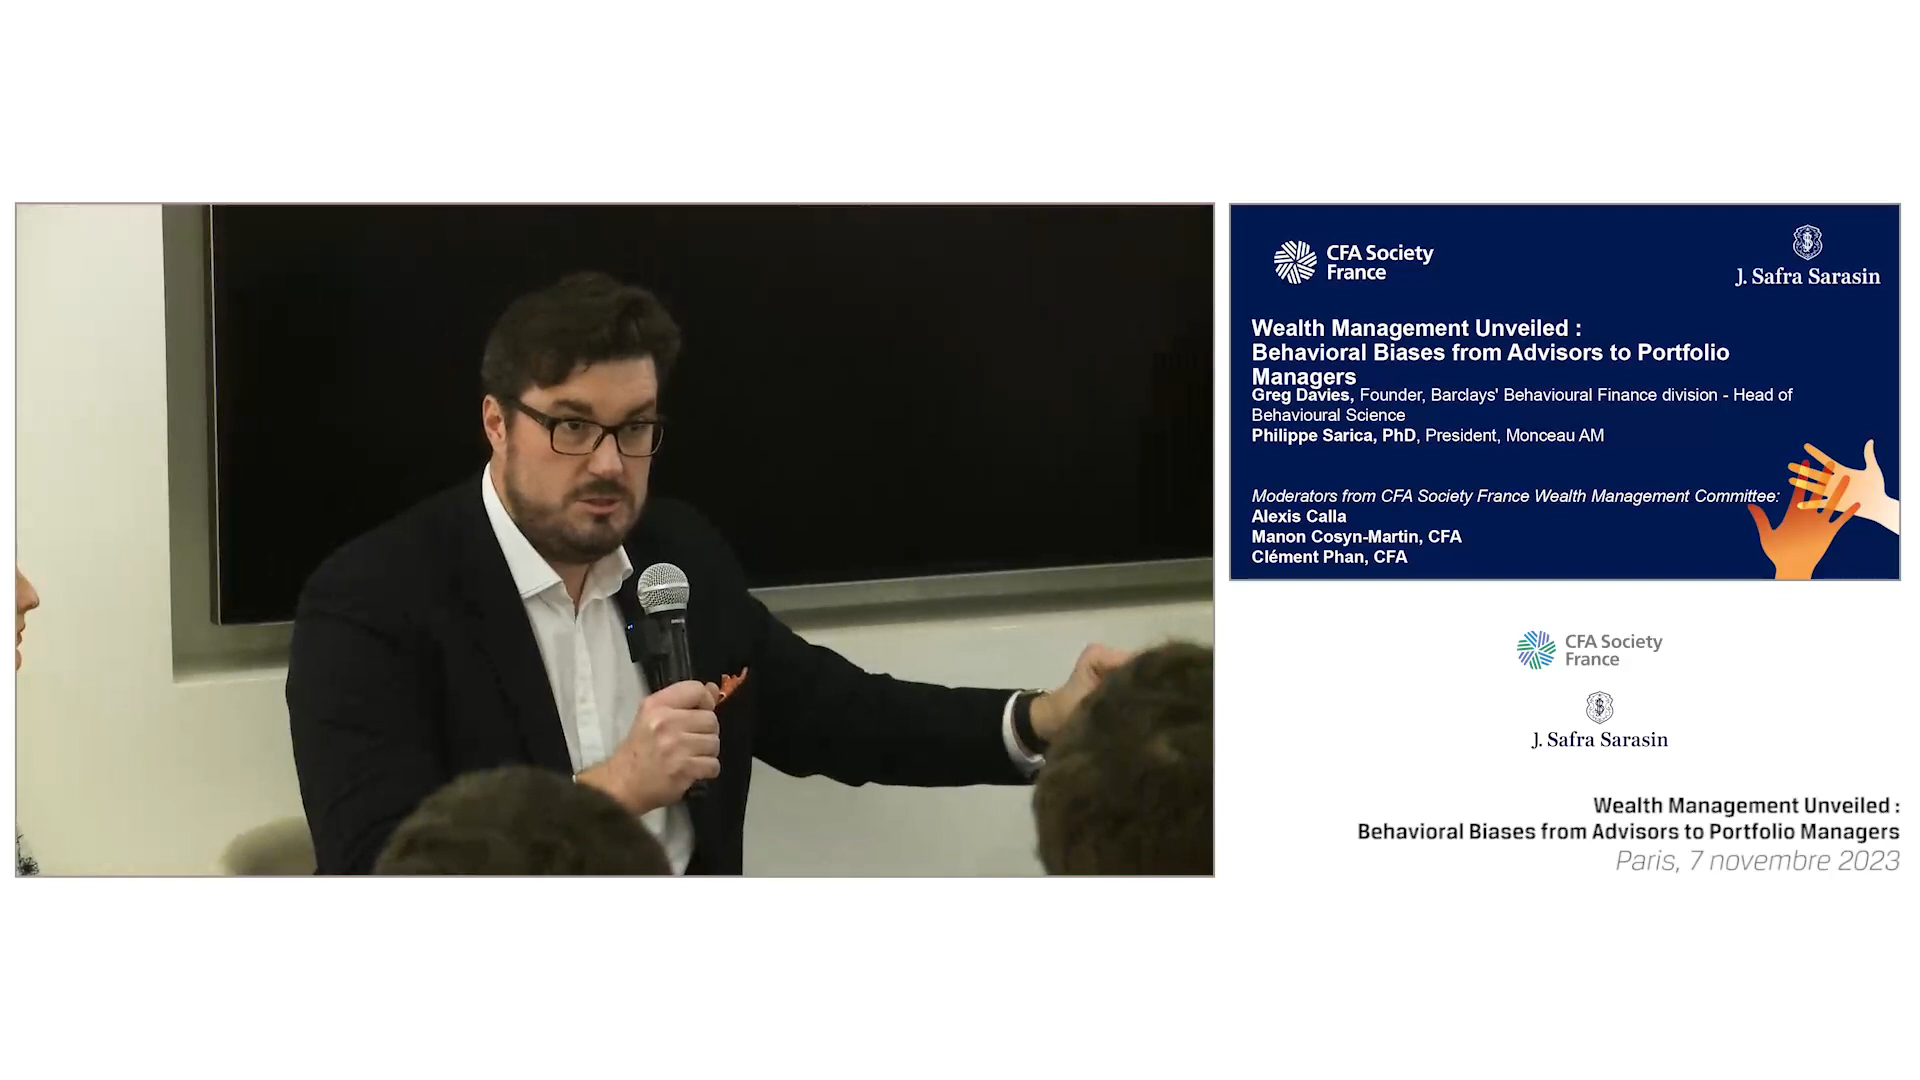 CFA Society
France
J. Safra Sarasin
Wealth Management Unveiled :
Behavioral Biases from Advisors to Portfolio
Managers
Greg Davies, Founder, Barclays' Behavioural Finance division - Head of
Behavioural Science
Philippe Sarica, PhD, President, Monceau AM
Moderators from CFA Society France Wealth Management Committee:
Alexis Calla
Manon Cosyn-Martin, CFA
Clément Phan, CFA
CFA Society
France
J. Safra Sarasin
Wealth Management Unveiled :
Behavioral Biases from Advisors to Portfolio Managers
Paris, 7 novembre 2023